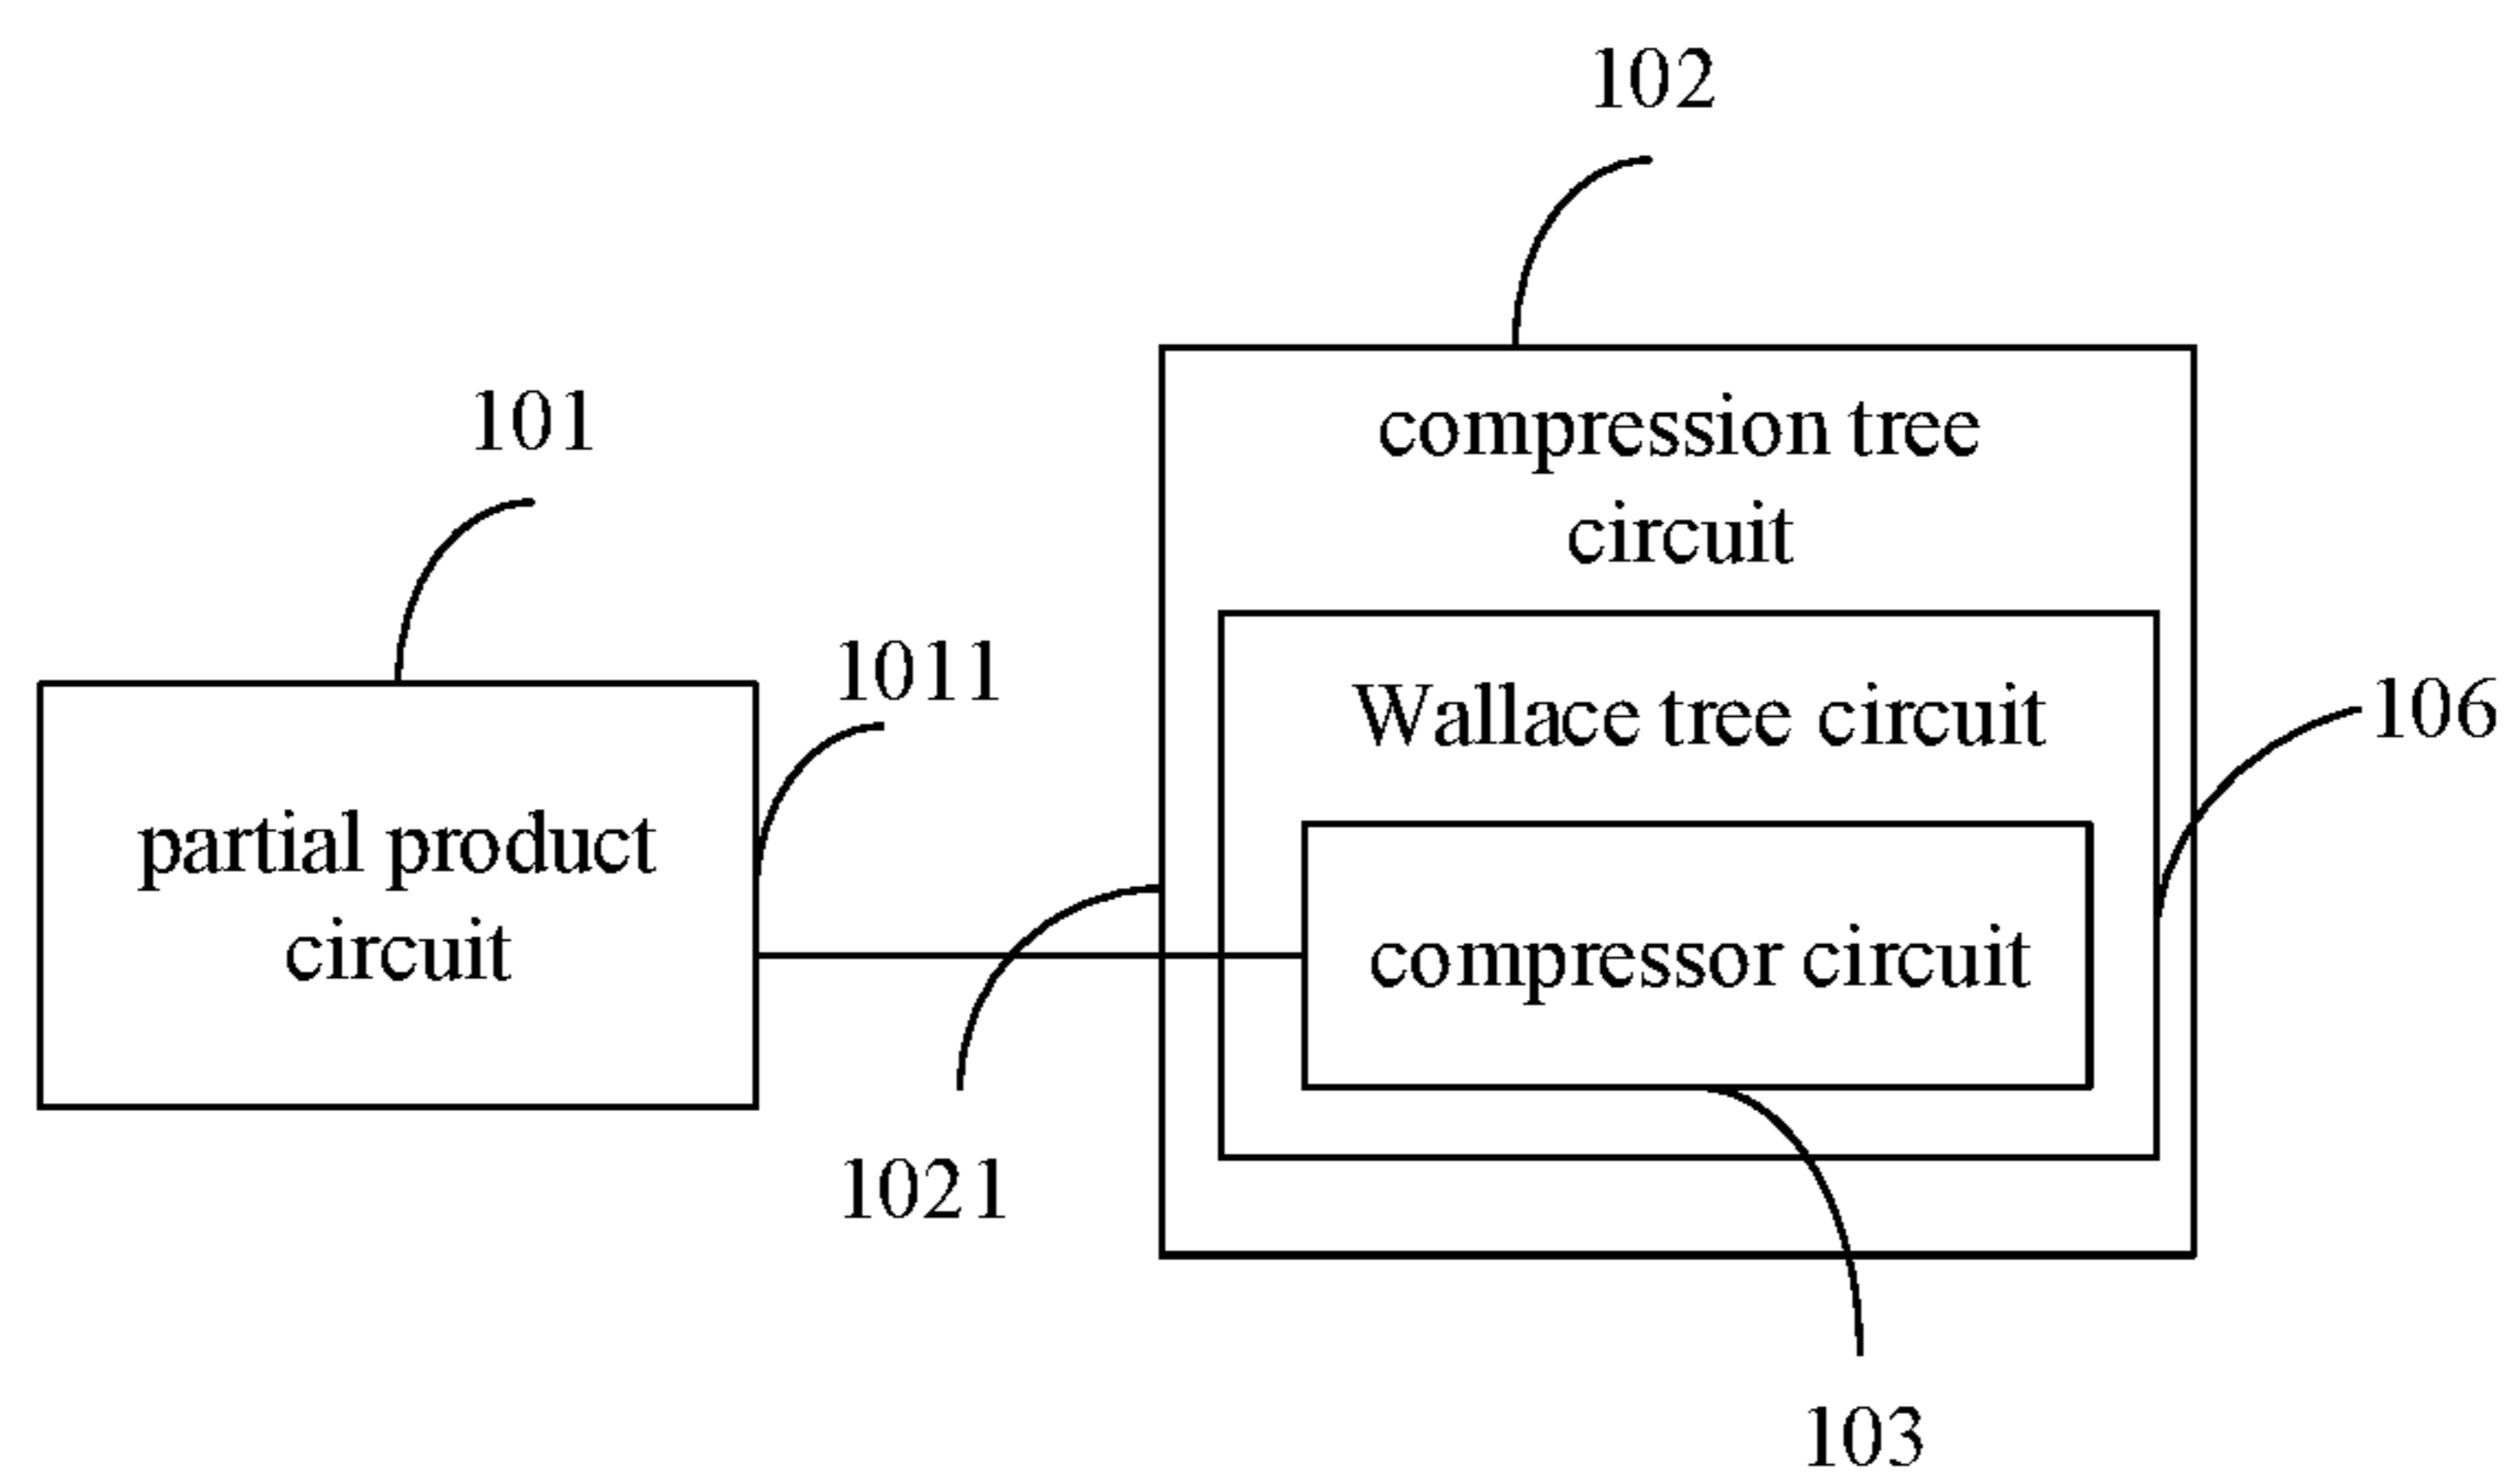 102
101
compression tree
circuit
1011
Wallace tree circuit
106
partial product
circuit
compressor circuit
1021
103